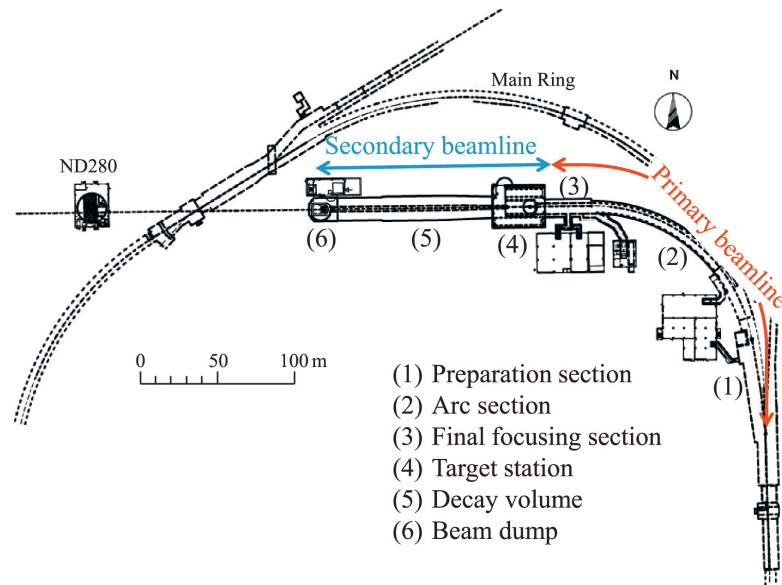 Main Ring
N
ND280
Secondary beamline
Primary beamline
(3)
(6)
(5)
(4)
(2)
(1)
0 50 100 m
(1) Preparation section
(2) Arc section
(3) Final focusing section
(4) Target station
(5) Decay volume
(6) Beam dump